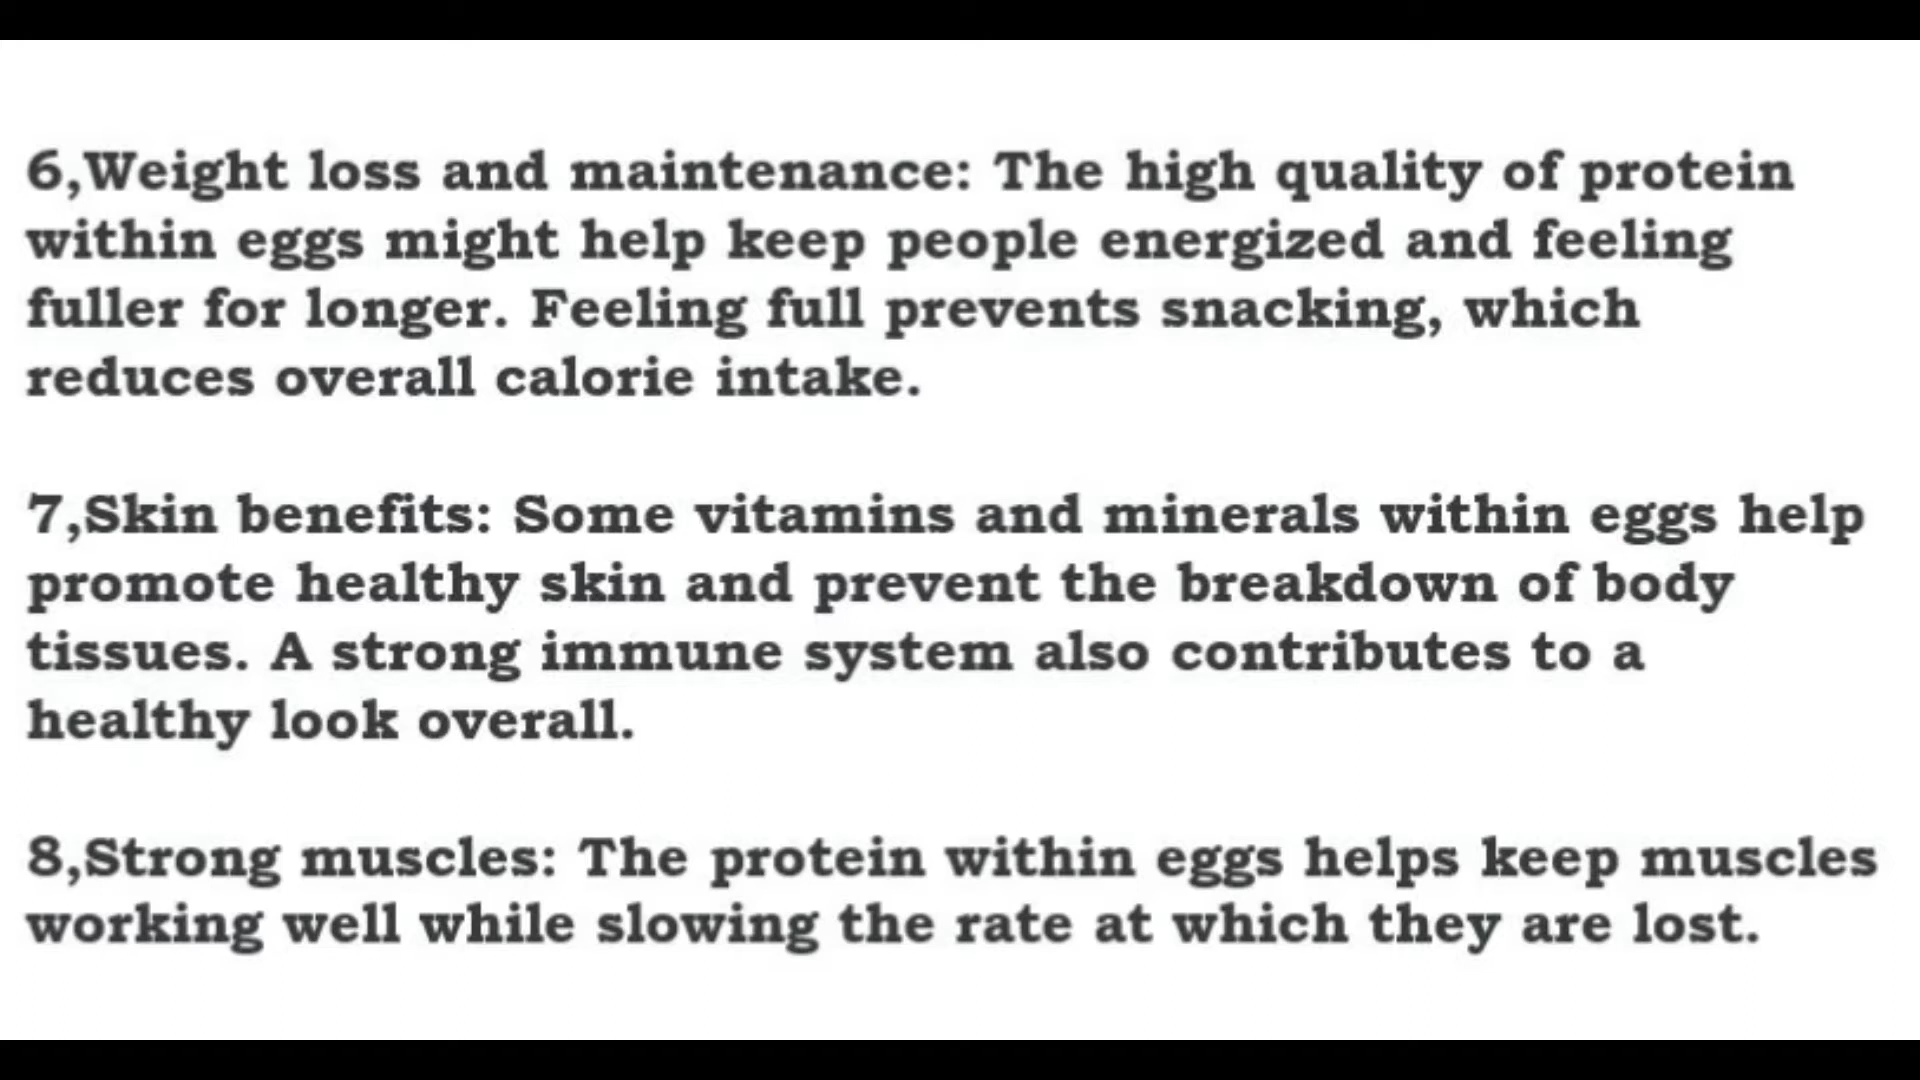 6,Weight loss and maintenance: The high quality of protein
within eggs might help keep people energized and feeling
fuller for longer. Feeling full prevents snacking, which
reduces overall calorie intake.
7,Skin benefits: Some vitamins and minerals within eggs help
promote healthy skin and prevent the breakdown of body
tissues. A strong immune system also contributes to a
healthy look overall.
8,Strong muscles: The protein within eggs helps keep muscles
working well while slowing the rate at which they are lost.